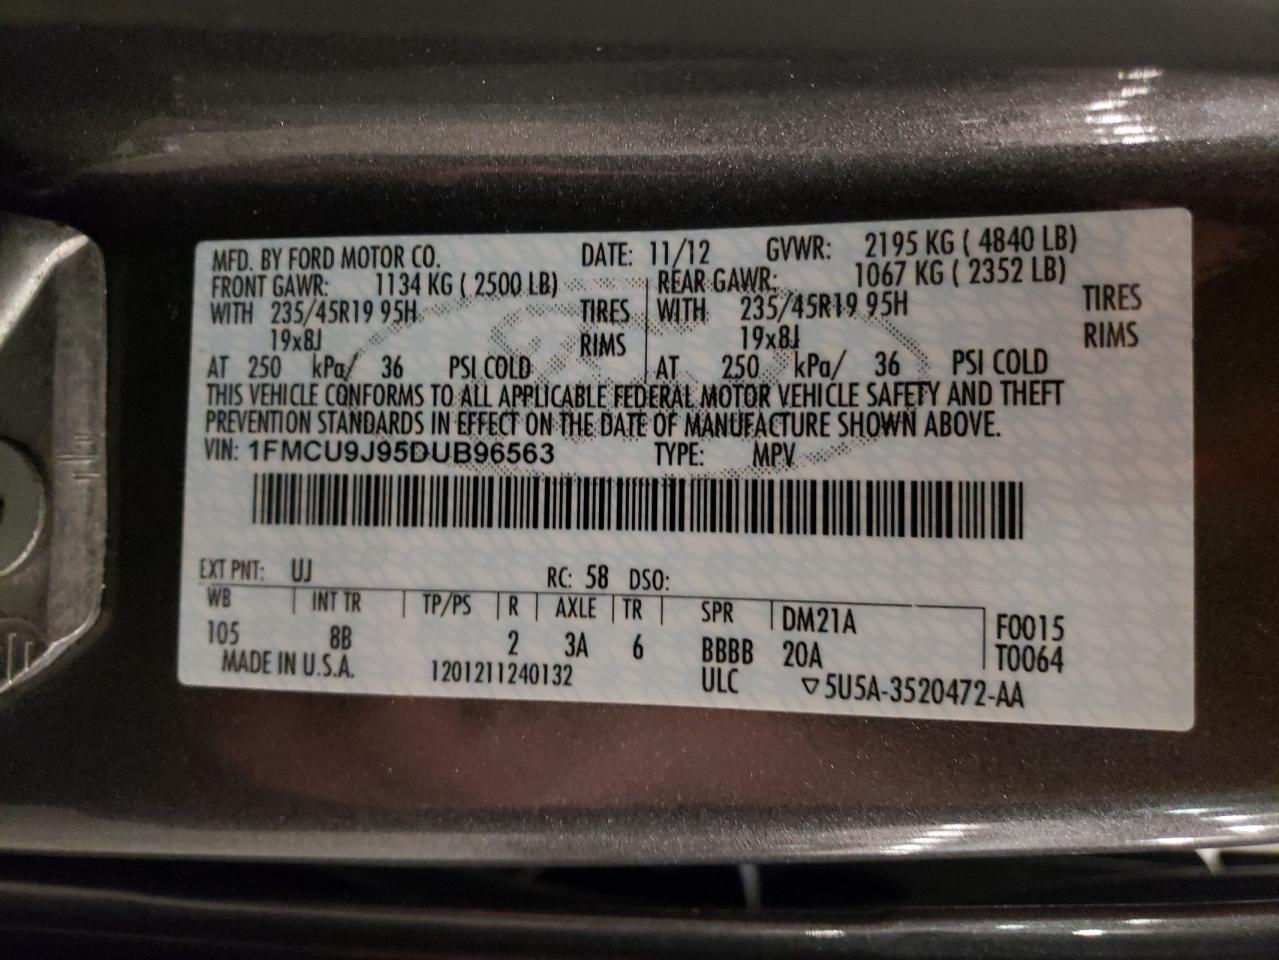 MFD. BY FORD MOTOR CO. DATE: 11/12 GVWR: 2195 KG ( 4840 LB)
FRONT GAWR: 1134 KG ( 2500 LB) REAR GAWR: 1067 KG ( 2352 LB)
WITH 235/45R19 95H TIRES WITH 235/45R19 95H TIRES
19x8J RIMS 19x8J RIMS
AT 250 kPa/ 36 PSI COLD AT 250 kPa/ 36 PSI COLD
THIS VEHICLE CONFORMS TO ALL APPLICABLE FEDERAL MOTOR VEHICLE SAFETY AND THEFT
PREVENTION STANDARDS IN EFFECT ON THE DATE OF MANUFACTURE SHOWN ABOVE.
VIN: 1FMCU9J95DUB96563 TYPE: MPV
EXT PNT: UJ RC: 58 DSO:
WB INT TR TP/PS R AXLE TR SPR DM21A F0015
105 8B 2 3A 6 BBBB 20A T0064
MADE IN U.S.A. 1201211240132 ULC ▽5U5A-3520472-AA